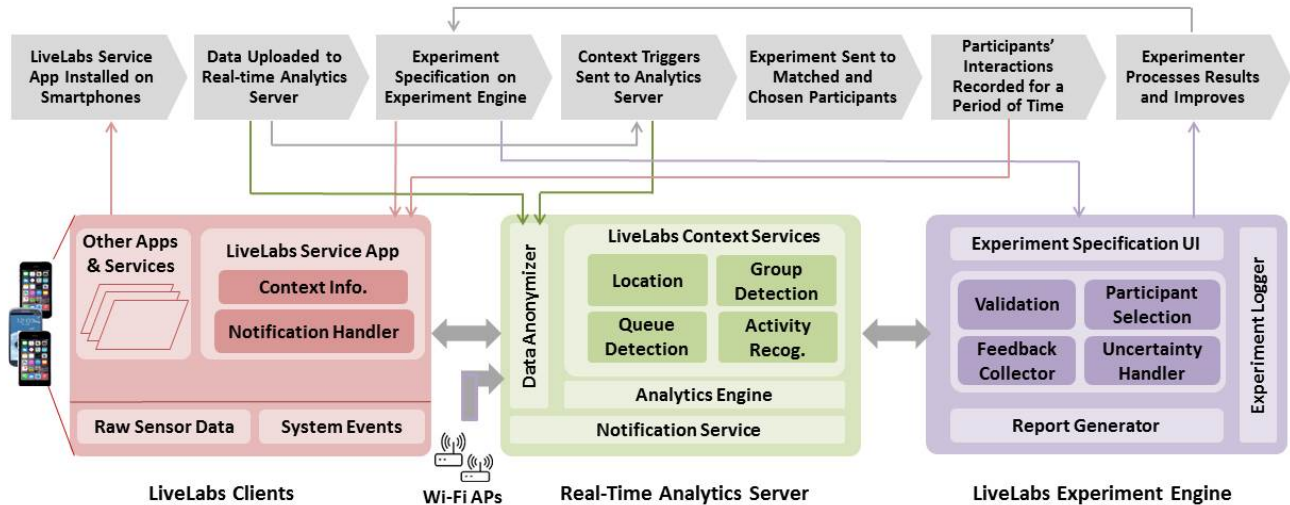 LiveLabs Service
App Installed on
Smartphones
Data Uploaded to
Real-time Analytics
Server
Experiment
Specification on
Experiment Engine
Context Triggers
Sent to Analytics
Server
Experiment Sent to
Matched and
Chosen Participants
Participants'
Interactions
Recorded for a
Period of Time
Experimenter
Processes Results
and Improves
Other Apps
& Services
LiveLabs Service App
Context Info.
Notification Handler
Raw Sensor Data
System Events
LiveLabs Clients
Wi-Fi APs
Data Anonymizer
LiveLabs Context Services
Location
Group
Detection
Queue
Detection
Activity
Recog.
Analytics Engine
Notification Service
Real-Time Analytics Server
Experiment Specification UI
Validation
Participant
Selection
Feedback
Collector
Uncertainty
Handler
Report Generator
Experiment Logger
LiveLabs Experiment Engine